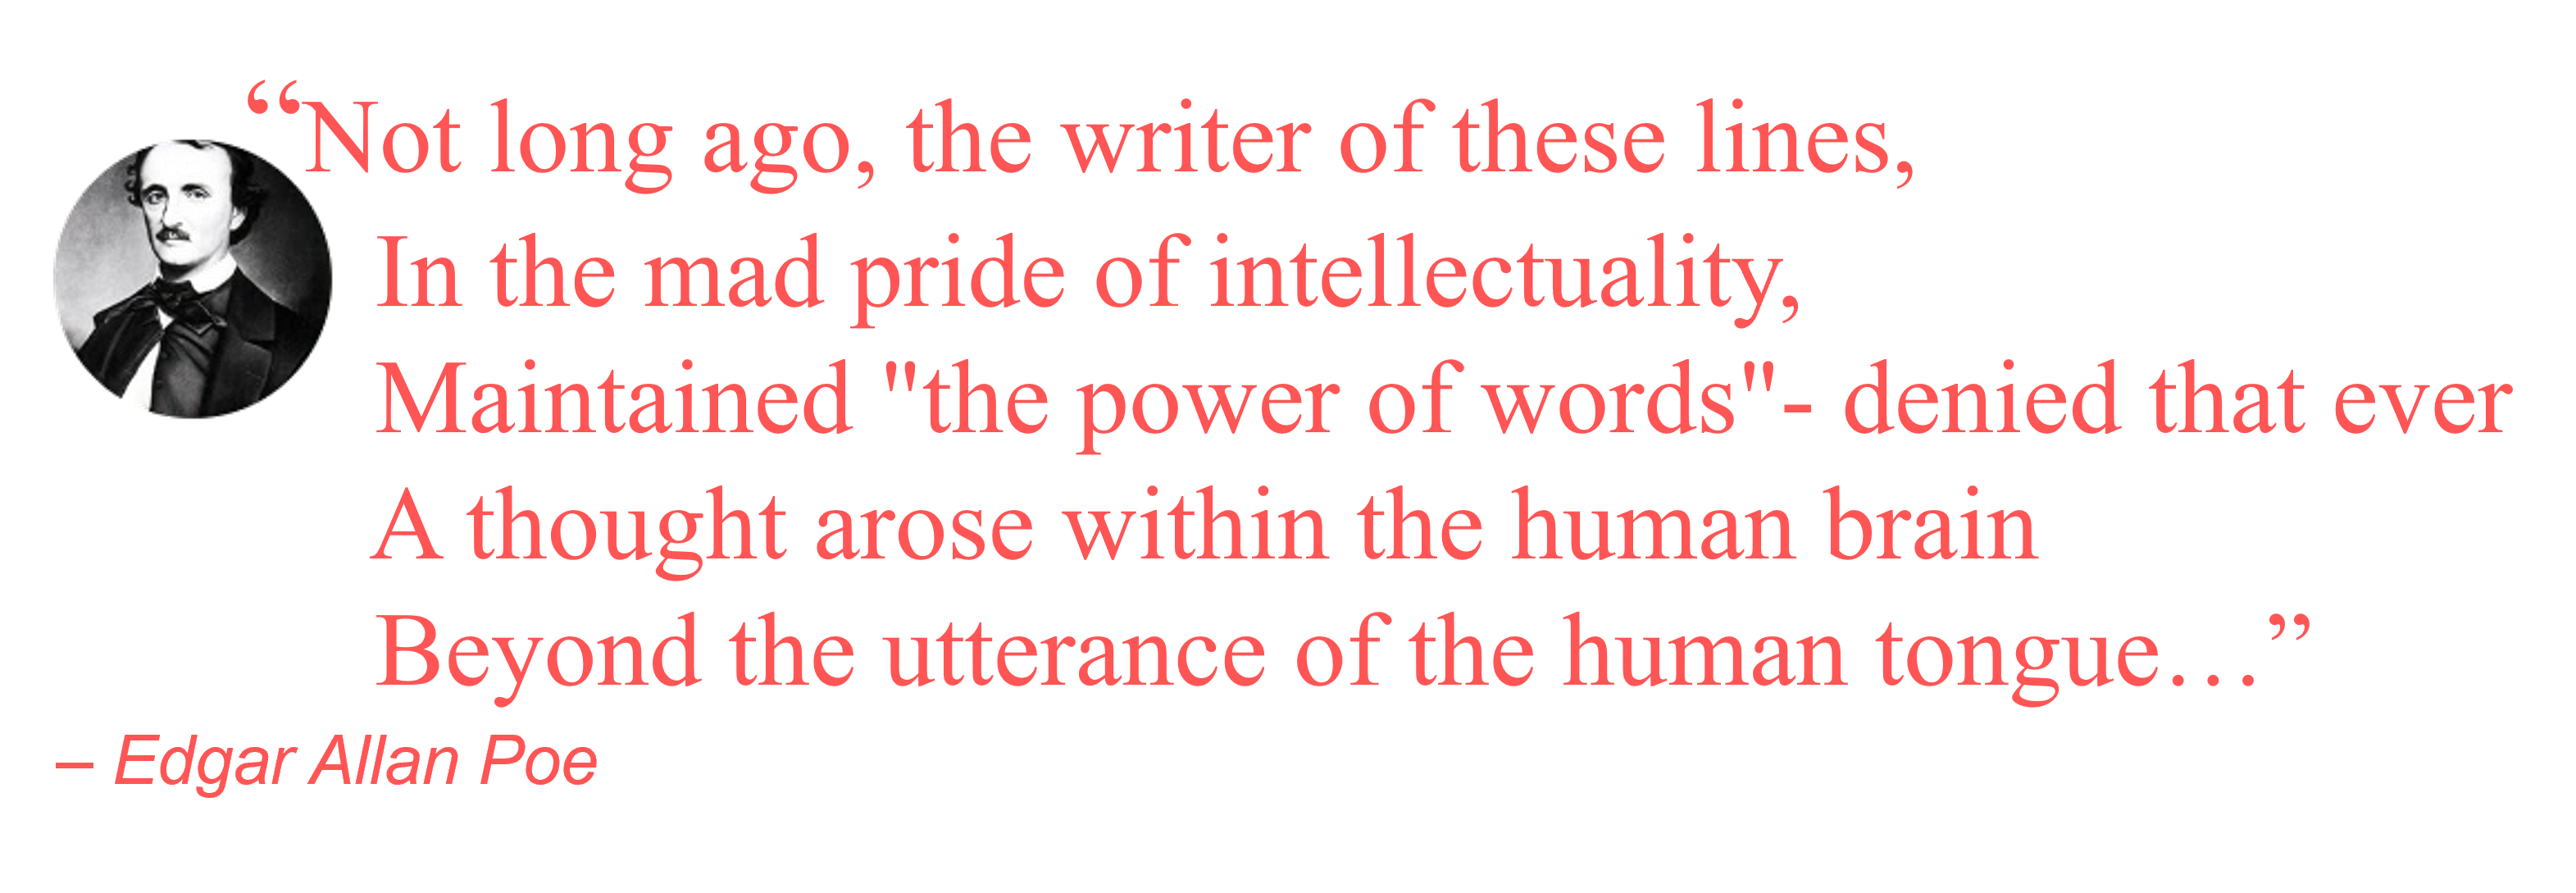 “Not long ago, the writer of these lines,
In the mad pride of intellectuality,
Maintained "the power of words"- denied that ever
A thought arose within the human brain
Beyond the utterance of the human tongue…”
– Edgar Allan Poe